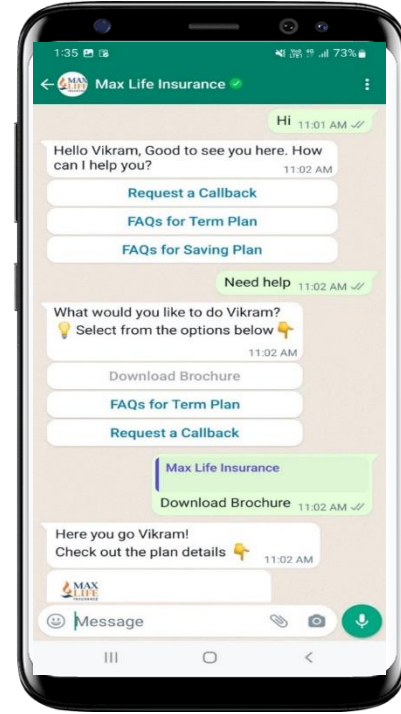 1:35
73%
MAX
LIFE
Max Life Insurance
Hi 11:01 AM
Hello Vikram, Good to see you here. How
can I help you?
11:02 AM
Request a Callback
FAQs for Term Plan
FAQs for Saving Plan
Need help 11:02 AM
What would you like to do Vikram?
💡 Select from the options below 👇
11:02 AM
Download Brochure
FAQs for Term Plan
Request a Callback
Max Life Insurance
Download Brochure 11:02 AM
Here you go Vikram!
Check out the plan details 👇 11:02 AM
MAX
LIFE
INSURANCE
Message